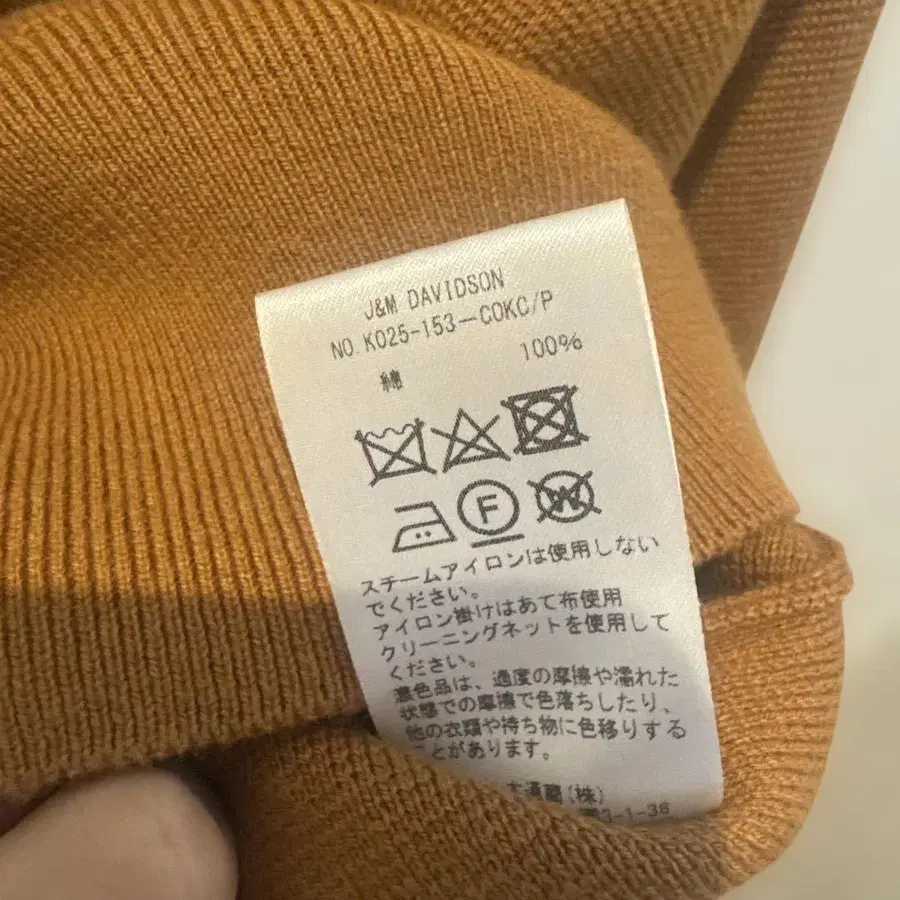 J&M DAVIDSON
NO.K025-153-COKC/P
綿 100%
F
W
スチームアイロンは使用しない
でください。
アイロン掛けはあて布使用
クリーニングネットを使用して
ください。
濃色品は、過度の摩擦や濡れた
状態での摩擦で色落ちしたり、
他の衣類や持ち物に色移りする
ことがあります。
(株)
3-1-38